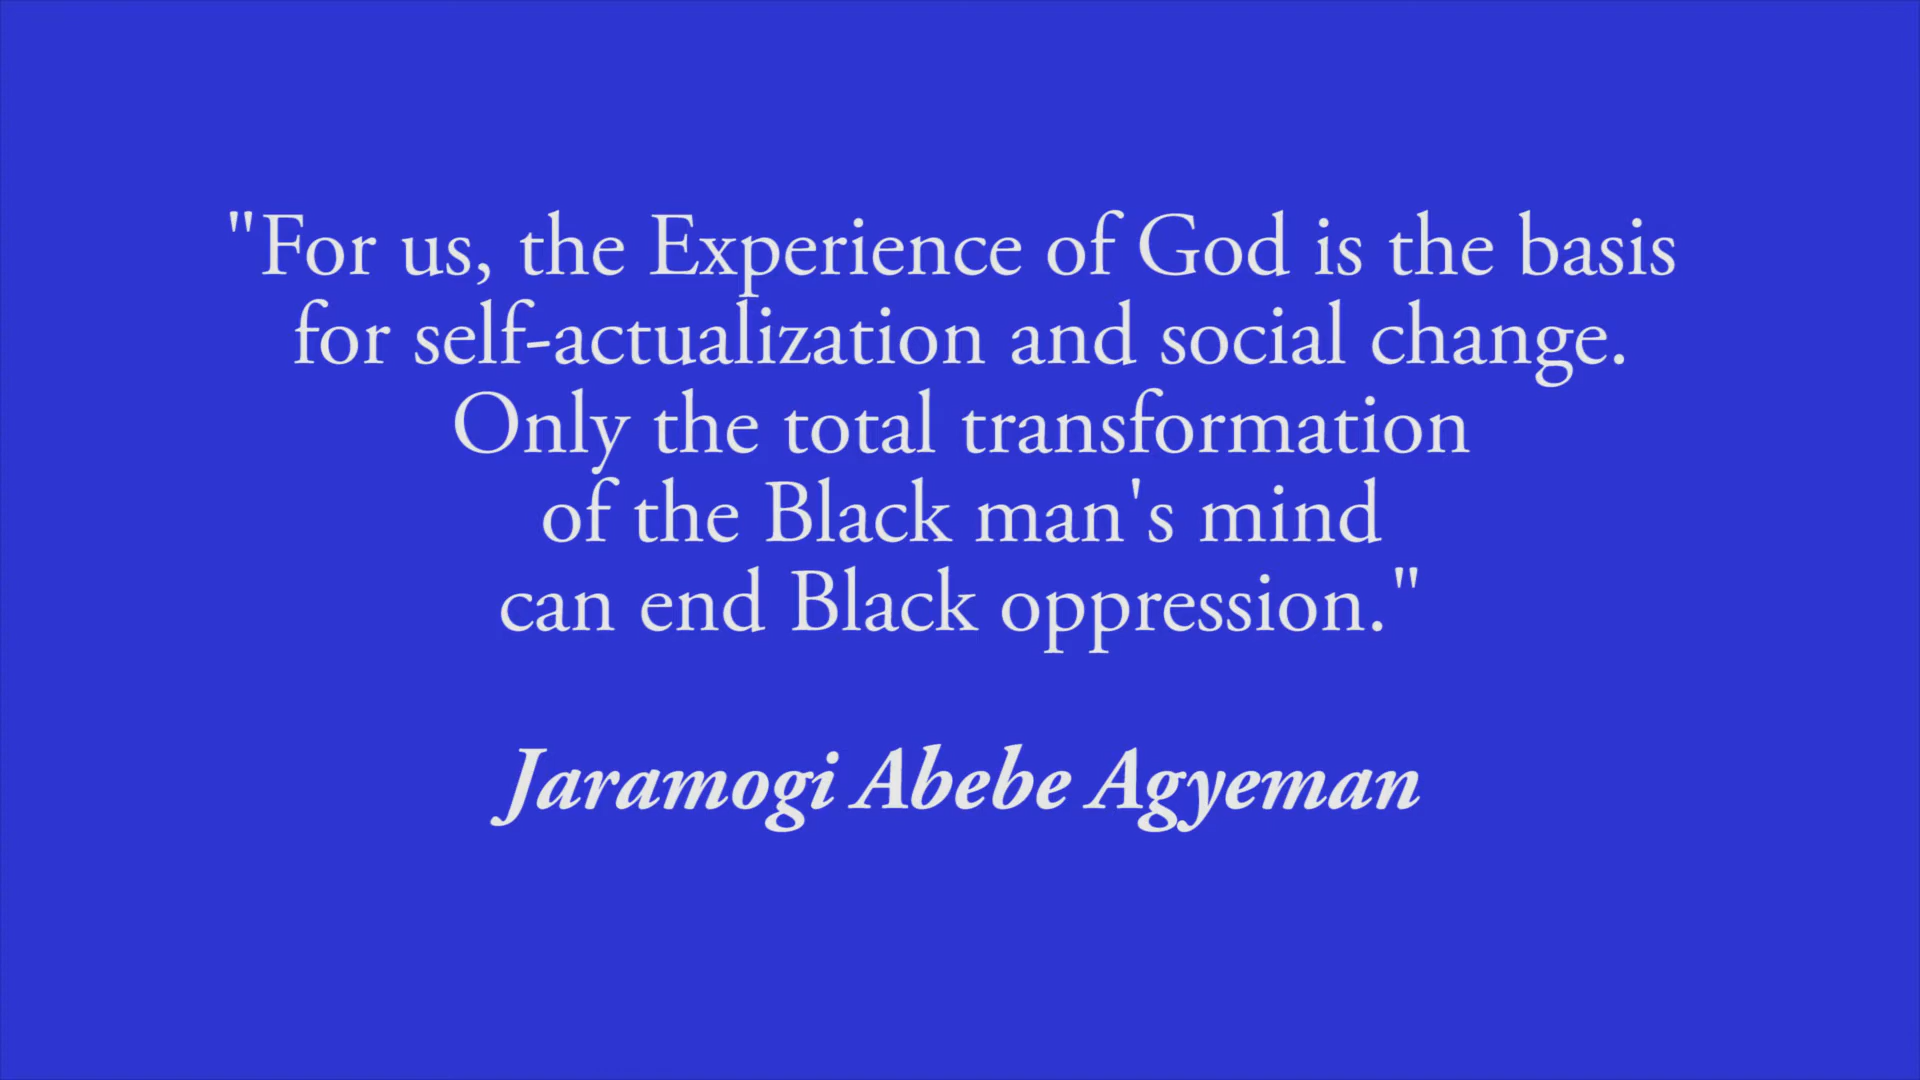 "For us, the Experience of God is the basis
for self-actualization and social change.
Only the total transformation
of the Black man's mind
can end Black oppression."
Jaramogi Abebe Agyeman